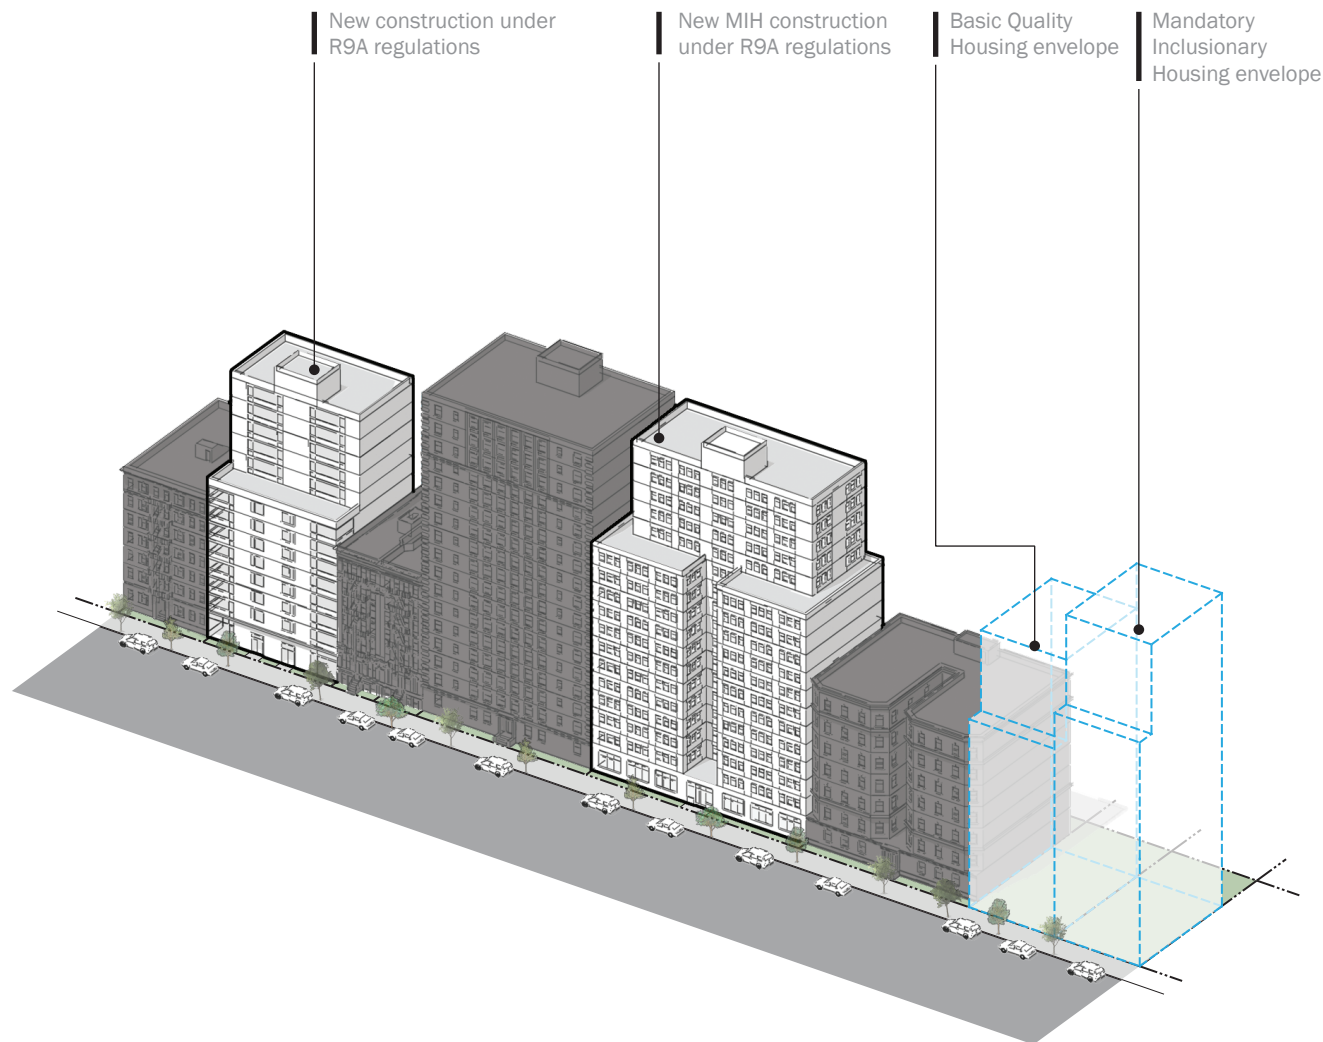 New construction under
R9A regulations
New MIH construction
under R9A regulations
Basic Quality
Housing envelope
Mandatory
Inclusionary
Housing envelope